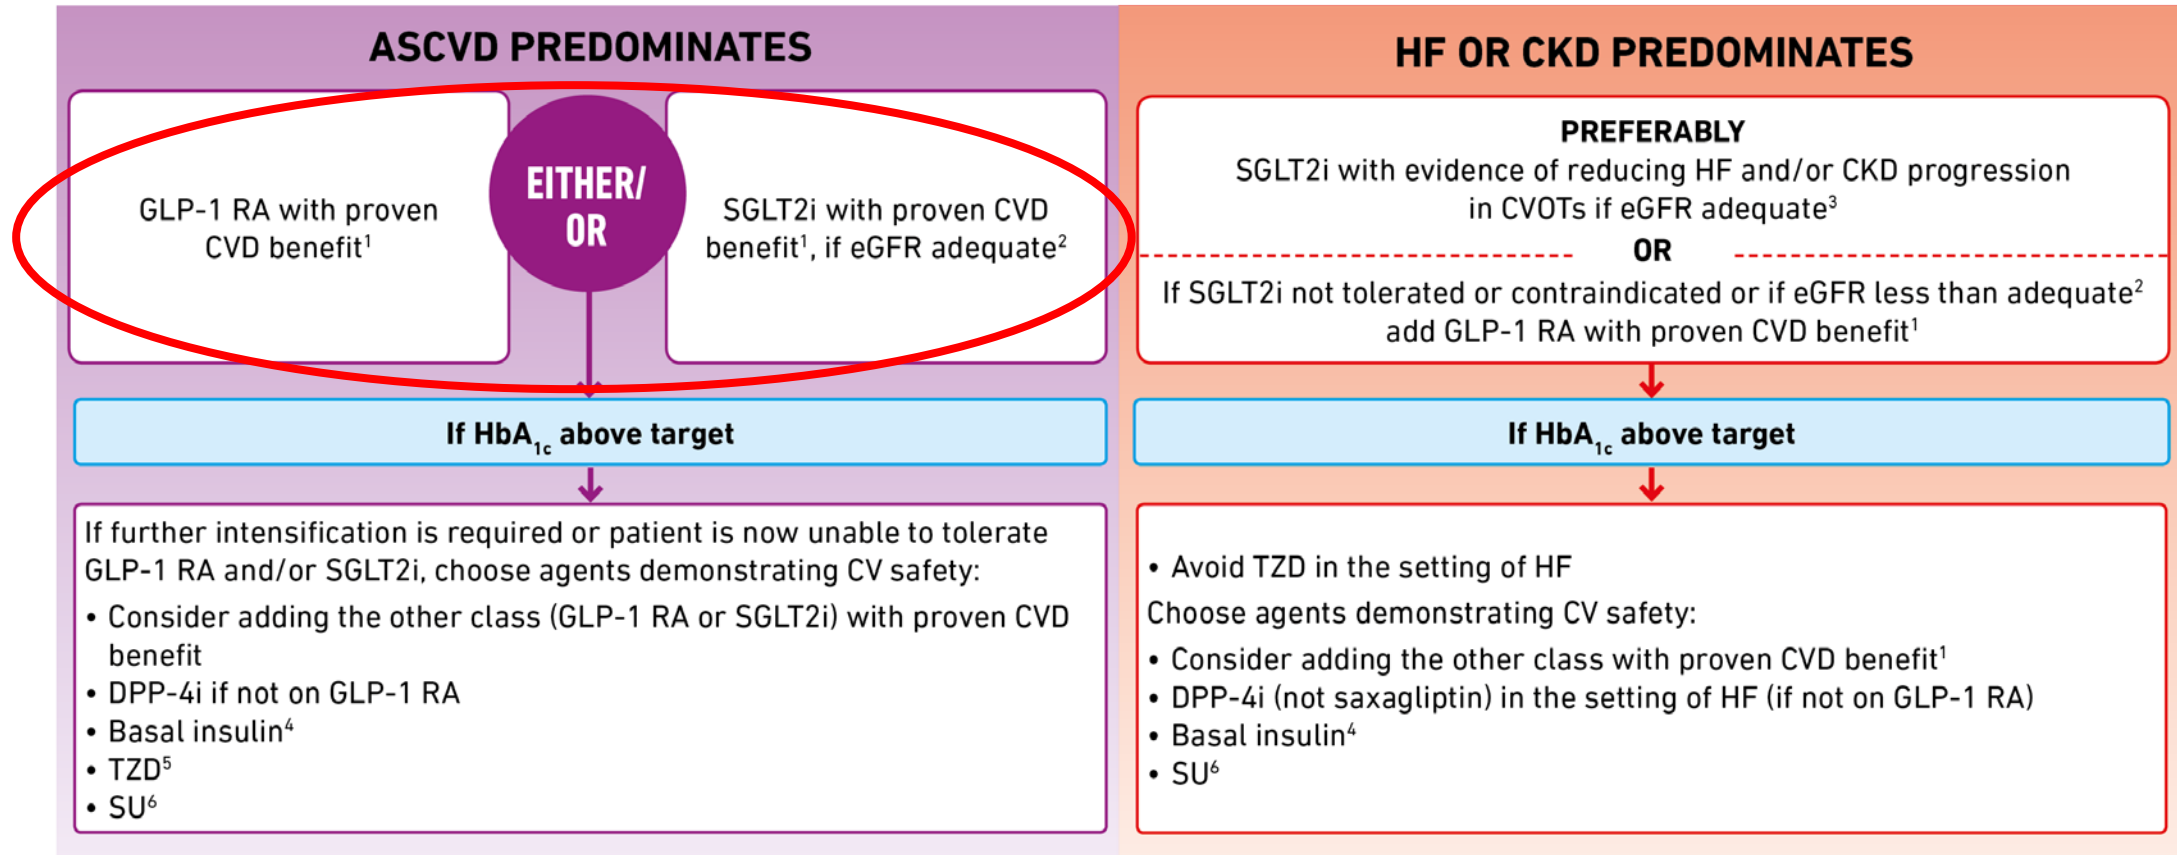 ASCVD PREDOMINATES
GLP-1 RA with proven
CVD benefit¹
EITHER/
OR
SGLT2i with proven CVD
benefit¹, if eGFR adequate²
If HbA₁c above target
If further intensification is required or patient is now unable to tolerate
GLP-1 RA and/or SGLT2i, choose agents demonstrating CV safety:
• Consider adding the other class (GLP-1 RA or SGLT2i) with proven CVD
benefit
• DPP-4i if not on GLP-1 RA
• Basal insulin⁴
• TZD⁵
• SU⁶
HF OR CKD PREDOMINATES
PREFERABLY
SGLT2i with evidence of reducing HF and/or CKD progression
in CVOTs if eGFR adequate³
OR
If SGLT2i not tolerated or contraindicated or if eGFR less than adequate²
add GLP-1 RA with proven CVD benefit¹
If HbA₁c above target
• Avoid TZD in the setting of HF
Choose agents demonstrating CV safety:
• Consider adding the other class with proven CVD benefit¹
• DPP-4i (not saxagliptin) in the setting of HF (if not on GLP-1 RA)
• Basal insulin⁴
• SU⁶